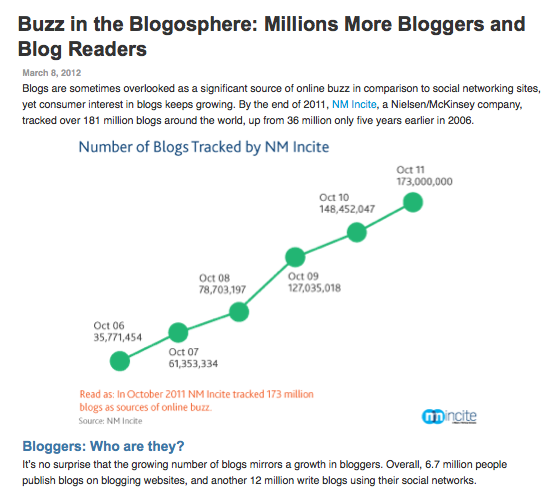 Buzz in the Blogosphere: Millions More Bloggers and
Blog Readers
March 8, 2012
Blogs are sometimes overlooked as a significant source of online buzz in comparison to social networking sites,
yet consumer interest in blogs keeps growing. By the end of 2011, NM Incite, a Nielsen/McKinsey company,
tracked over 181 million blogs around the world, up from 36 million only five years earlier in 2006.
Number of Blogs Tracked by NM Incite
Oct 11
173,000,000
Oct 10
148,452,047
Oct 09
127,035,018
Oct 08
78,703,197
Oct 06
35,771,454
Oct 07
61,353,334
Read as: In October 2011 NM Incite tracked 173 million
blogs as sources of online buzz.
Source: NM Incite
nmincite
Bloggers: Who are they?
It's no surprise that the growing number of blogs mirrors a growth in bloggers. Overall, 6.7 million people
publish blogs on blogging websites, and another 12 million write blogs using their social networks.